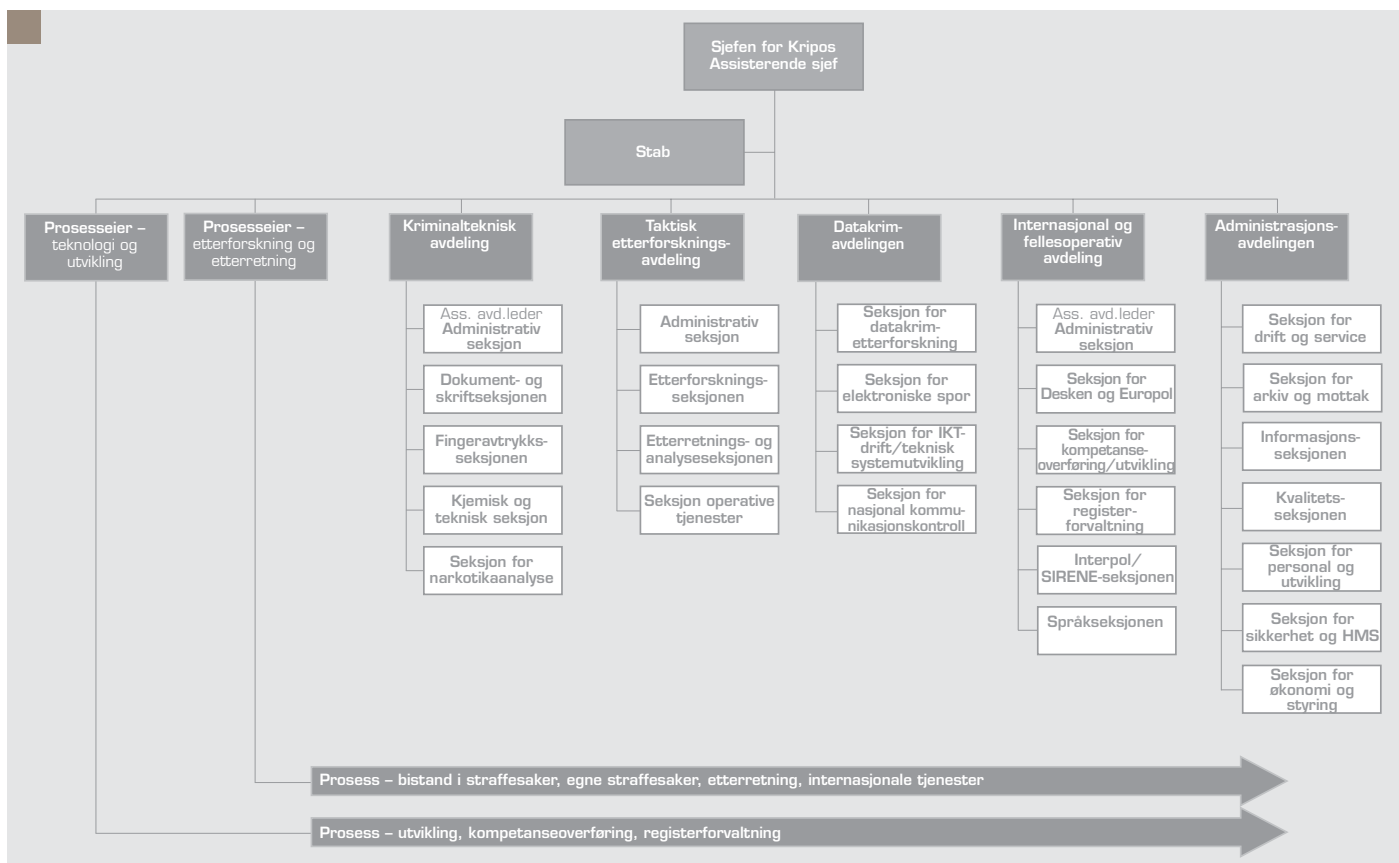 Sjefen for Kripos
Assisterende sjef
Stab
Prosesseier –
teknologi og
utvikling
Prosesseier –
etterforskning og
etterretning
Kriminalteknisk
avdeling
Taktisk
etterforsknings-
avdeling
Datakrim-
avdelingen
Internasjonal og
fellesoperativ
avdeling
Administrasjons-
avdelingen
Ass. avd.leder
Administrativ
seksjon
Dokument- og
skriftseksjonen
Fingeravtrykks-
seksjonen
Kjemisk og
teknisk seksjon
Seksjon for
narkotikaanalyse
Administrativ
seksjon
Etterforsknings-
seksjonen
Etterretnings- og
analyseseksjonen
Seksjon operative
tjenester
Seksjon for
datakrim-
etterforskning
Seksjon for
elektroniske spor
Seksjon for IKT-
drift/teknisk
systemutvikling
Seksjon for
nasjonal kommu-
nikasjonskontroll
Ass. avd.leder
Administrativ
seksjon
Seksjon for
Desken og Europol
Seksjon for
kompetanse-
overføring/utvikling
Seksjon for
register-
forvaltning
Interpol/
SIRENE-seksjonen
Språkseksjonen
Seksjon for
drift og service
Seksjon for
arkiv og mottak
Informasjons-
seksjonen
Kvalitets-
seksjonen
Seksjon for
personal og
utvikling
Seksjon for
sikkerhet og HMS
Seksjon for
økonomi og
styring
Prosess – bistand i straffesaker, egne straffesaker, etterretning, internasjonale tjenester
Prosess – utvikling, kompetanseoverføring, registerforvaltning